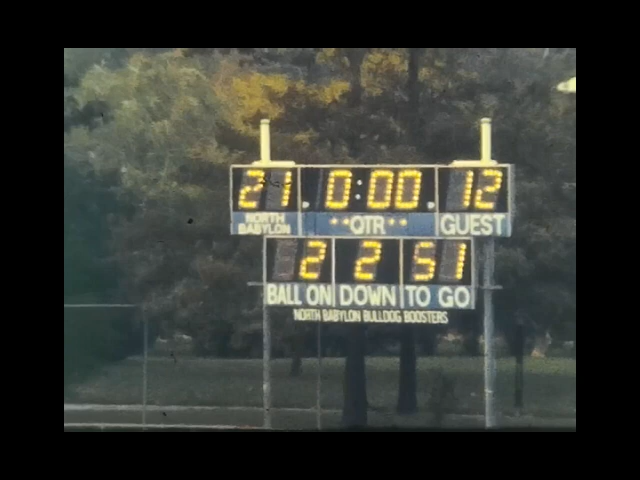 21 0:00 12
NORTH BABYLON QTR GUEST
2 2 51
BALL ON DOWN TO GO
NORTH BABYLON BULLDOG BOOSTERS